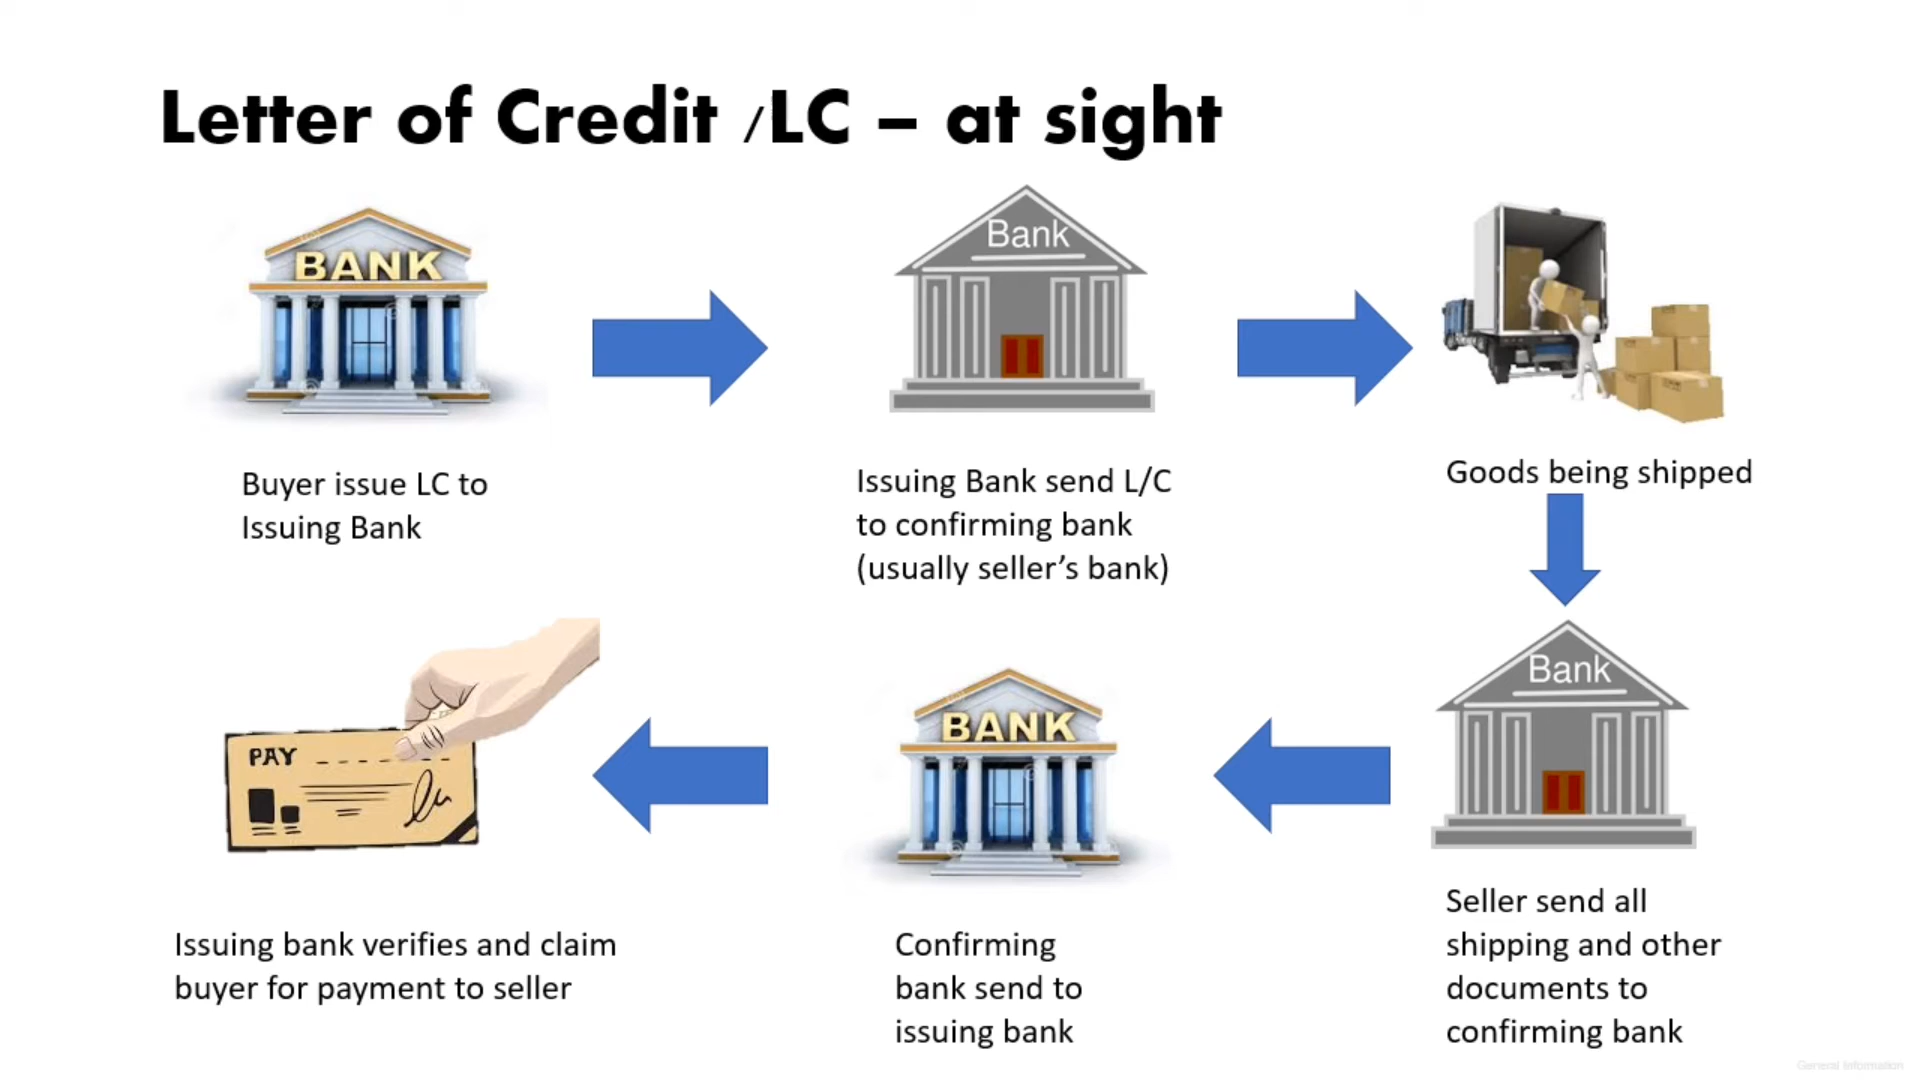 Letter of Credit /LC – at sight
BANK
Bank
Buyer issue LC to
Issuing Bank
Issuing Bank send L/C
to confirming bank
(usually seller’s bank)
Goods being shipped
Bank
Seller send all
shipping and other
documents to
confirming bank
BANK
Confirming
bank send to
issuing bank
PAY
Issuing bank verifies and claim
buyer for payment to seller
General Information